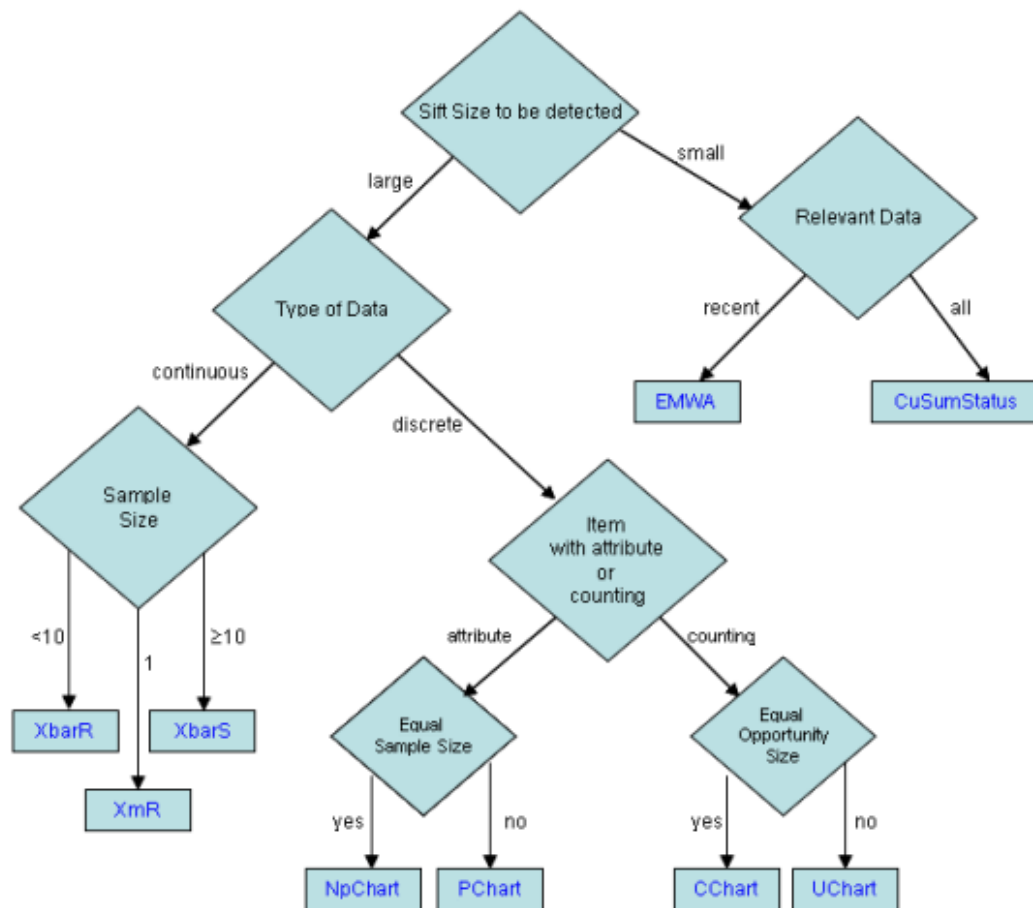 Sift Size to be detected
small
large
Relevant Data
Type of Data
recent
all
continuous
EMWA
CuSumStatus
discrete
Sample
Size
Item
with attribute
or
counting
<10
1
≥10
attribute
counting
XbarR
XbarS
Equal
Sample Size
Equal
Opportunity
Size
XmR
yes
no
yes
no
NpChart
PChart
CChart
UChart